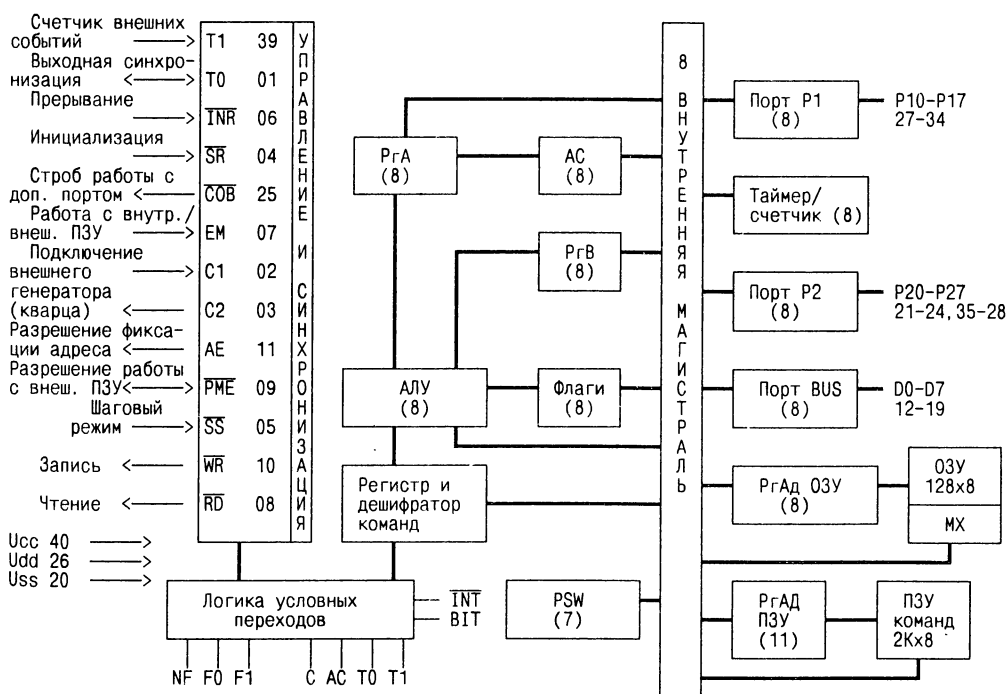 Счетчик внешних
событий
T1 39
Выходная синхро-
низация
T0 01
Прерывание
INR 06
Инициализация
SR 04
Строб работы с
доп. портом
COB 25
Работа с внутр./
внеш. ПЗУ
EM 07
Подключение
внешнего
C1 02
генератора
(кварца)
C2 03
Разрешение фикса-
ции адреса
AE 11
Разрешение работы
с внеш. ПЗУ
PME 09
Шаговый
режим
SS 05
Запись
WR 10
Чтение
RD 08
УПРАВЛЕНИЕ И СИНХРОНИЗАЦИЯ
Ucc 40
Udd 26
Uss 20
РгА
(8)
АС
(8)
РгВ
(8)
АЛУ
(8)
Флаги
(8)
Регистр и
дешифратор
команд
Логика условных
переходов
INT
BIT
NF F0 F1 C AC T0 T1
PSW
(7)
8 ВНУТРЕННЯЯ МАГИСТРАЛЬ
Порт P1
(8)
P10-P17
27-34
Таймер/
счетчик (8)
Порт P2
(8)
P20-P27
21-24,35-28
Порт BUS
(8)
D0-D7
12-19
РгАд ОЗУ
(8)
ОЗУ
128x8
MX
РгАД
ПЗУ
(11)
ПЗУ
команд
2Kx8